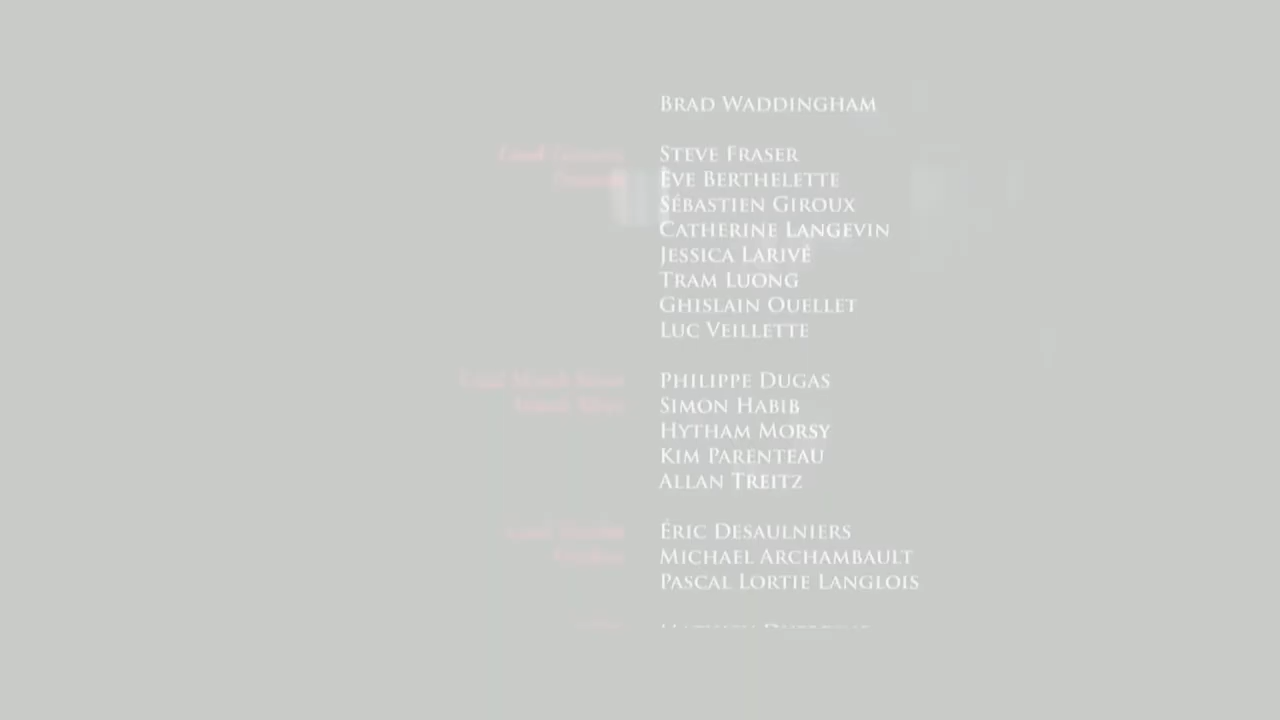 BRAD WADDINGHAM
STEVE FRASER
ÈVE BERTHELETTE
SÉBASTIEN GIROUX
CATHERINE LANGEVIN
JESSICA LARIVÉ
TRAM LUONG
GHISLAIN OUELLET
LUC VEILLETTE
PHILIPPE DUGAS
SIMON HABIB
HYTHAM MORSY
KIM PARENTEAU
ALLAN TREITZ
ÉRIC DESAULNIERS
MICHAEL ARCHAMBAULT
PASCAL LORTIE LANGLOIS